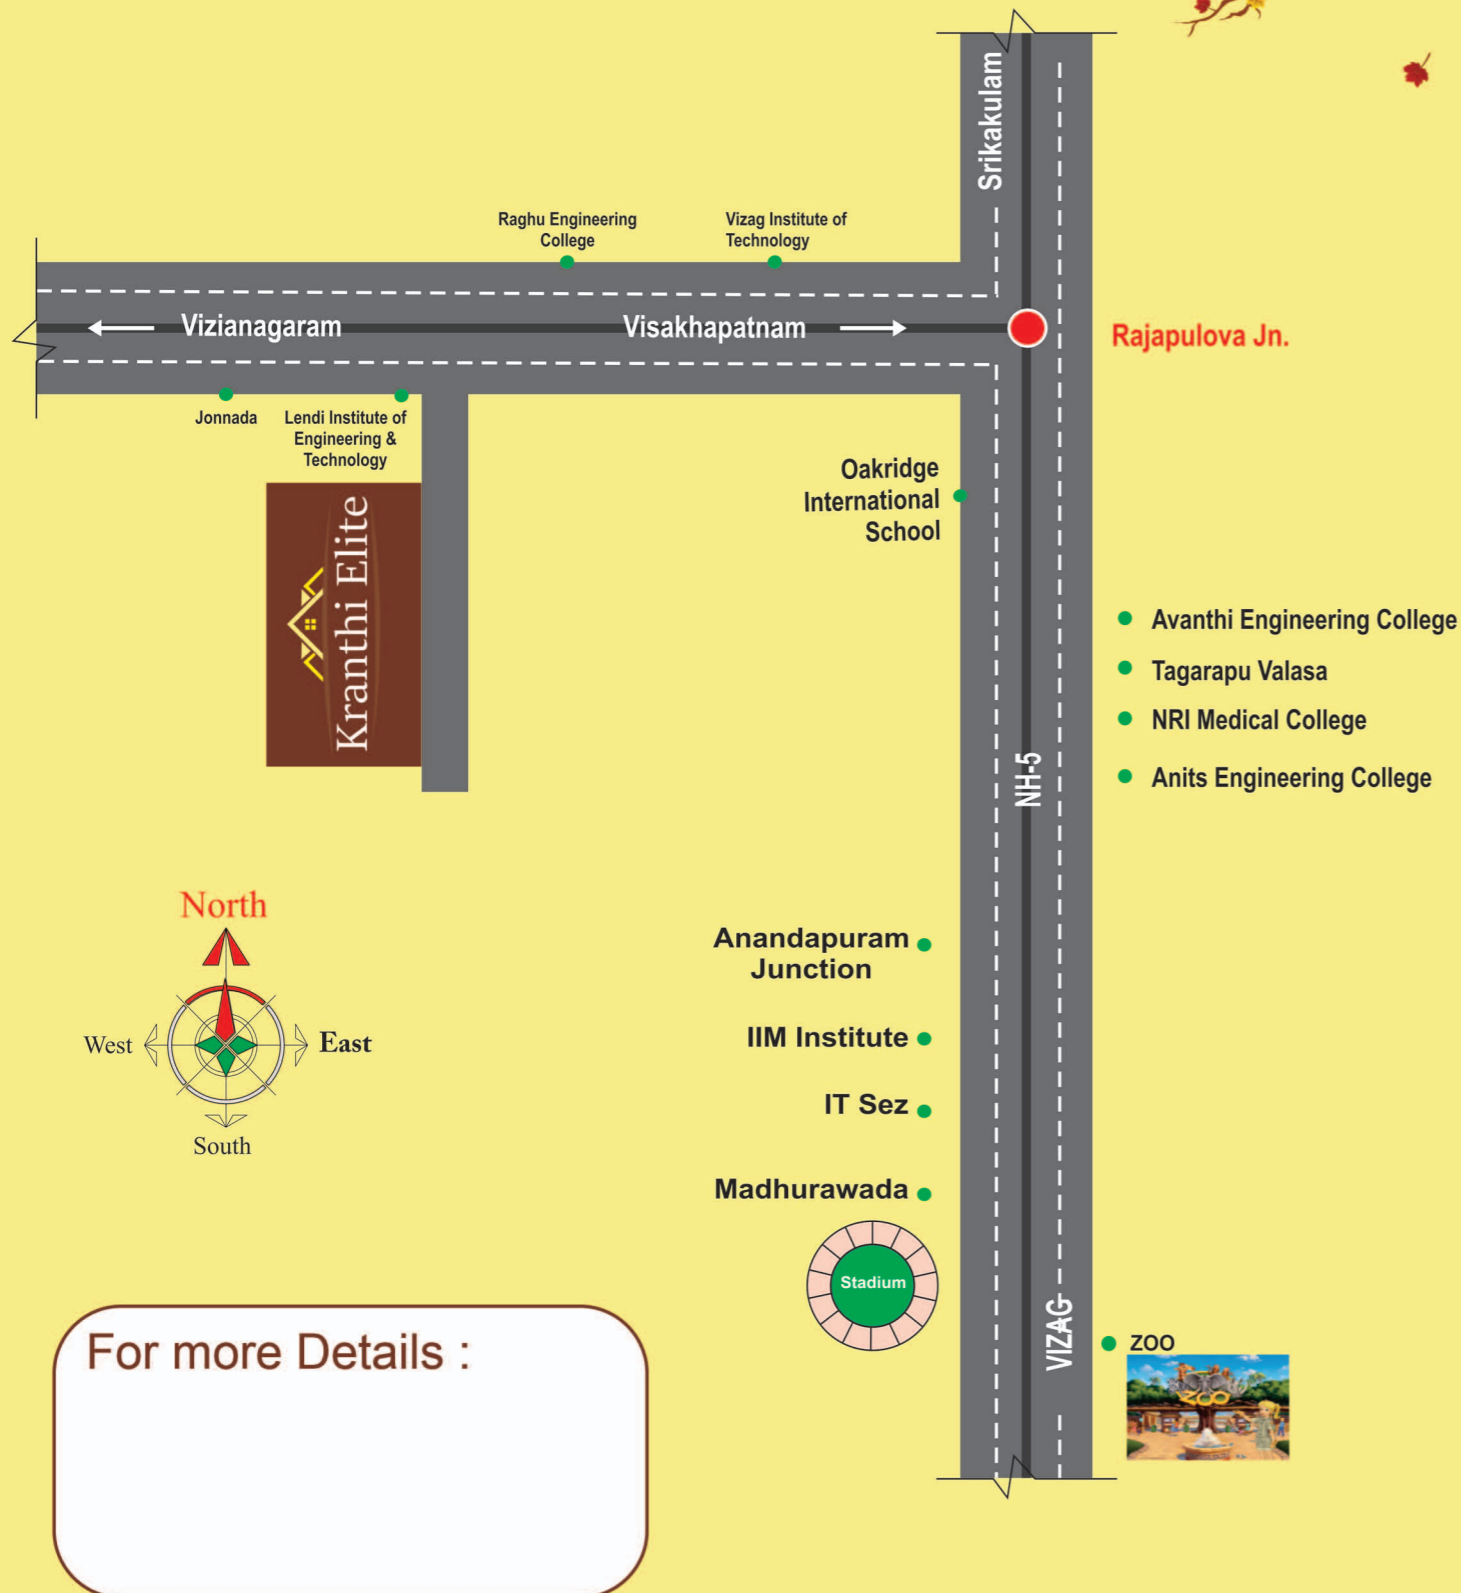 Srikakulam
Raghu Engineering
College
Vizag Institute of
Technology
Vizianagaram
Visakhapatnam
Rajapulova Jn.
Jonnada
Lendi Institute of
Engineering &
Technology
Kranthi Elite
Oakridge
International
School
Avanthi Engineering College
Tagarapu Valasa
NRI Medical College
Anits Engineering College
NH-5
North
West
East
South
Anandapuram
Junction
IIM Institute
IT Sez
Madhurawada
Stadium
VIZAG
ZOO
ZOO
For more Details :